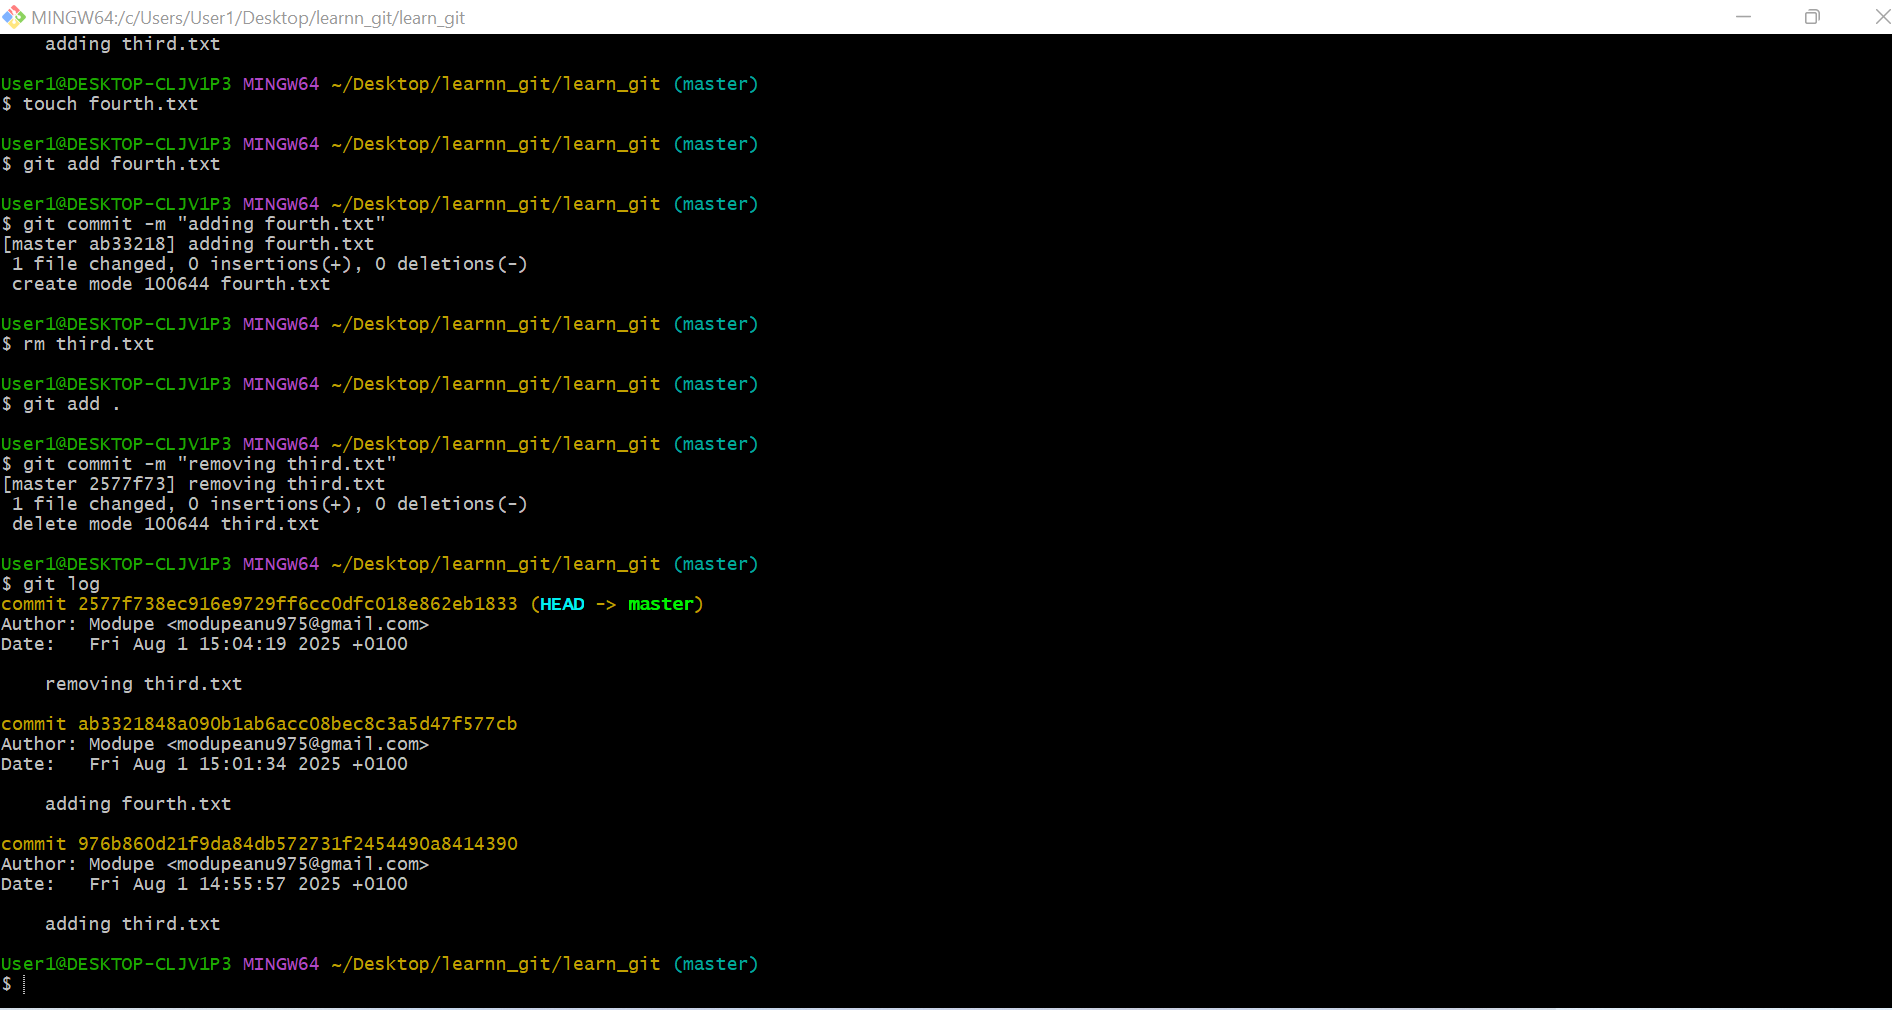 MINGW64:/c/Users/User1/Desktop/learnn_git/learn_git
    adding third.txt
User1@DESKTOP-CLJV1P3 MINGW64 ~/Desktop/learnn_git/learn_git (master)
$ touch fourth.txt
User1@DESKTOP-CLJV1P3 MINGW64 ~/Desktop/learnn_git/learn_git (master)
$ git add fourth.txt
User1@DESKTOP-CLJV1P3 MINGW64 ~/Desktop/learnn_git/learn_git (master)
$ git commit -m "adding fourth.txt"
[master ab33218] adding fourth.txt
 1 file changed, 0 insertions(+), 0 deletions(-)
 create mode 100644 fourth.txt
User1@DESKTOP-CLJV1P3 MINGW64 ~/Desktop/learnn_git/learn_git (master)
$ rm third.txt
User1@DESKTOP-CLJV1P3 MINGW64 ~/Desktop/learnn_git/learn_git (master)
$ git add .
User1@DESKTOP-CLJV1P3 MINGW64 ~/Desktop/learnn_git/learn_git (master)
$ git commit -m "removing third.txt"
[master 2577f73] removing third.txt
 1 file changed, 0 insertions(+), 0 deletions(-)
 delete mode 100644 third.txt
User1@DESKTOP-CLJV1P3 MINGW64 ~/Desktop/learnn_git/learn_git (master)
$ git log
commit 2577f738ec916e9729ff6cc0dfc018e862eb1833 (HEAD -> master)
Author: Modupe <modupeanu975@gmail.com>
Date:   Fri Aug 1 15:04:19 2025 +0100
    removing third.txt
commit ab3321848a090b1ab6acc08bec8c3a5d47f577cb
Author: Modupe <modupeanu975@gmail.com>
Date:   Fri Aug 1 15:01:34 2025 +0100
    adding fourth.txt
commit 976b860d21f9da84db572731f2454490a8414390
Author: Modupe <modupeanu975@gmail.com>
Date:   Fri Aug 1 14:55:57 2025 +0100
    adding third.txt
User1@DESKTOP-CLJV1P3 MINGW64 ~/Desktop/learnn_git/learn_git (master)
$